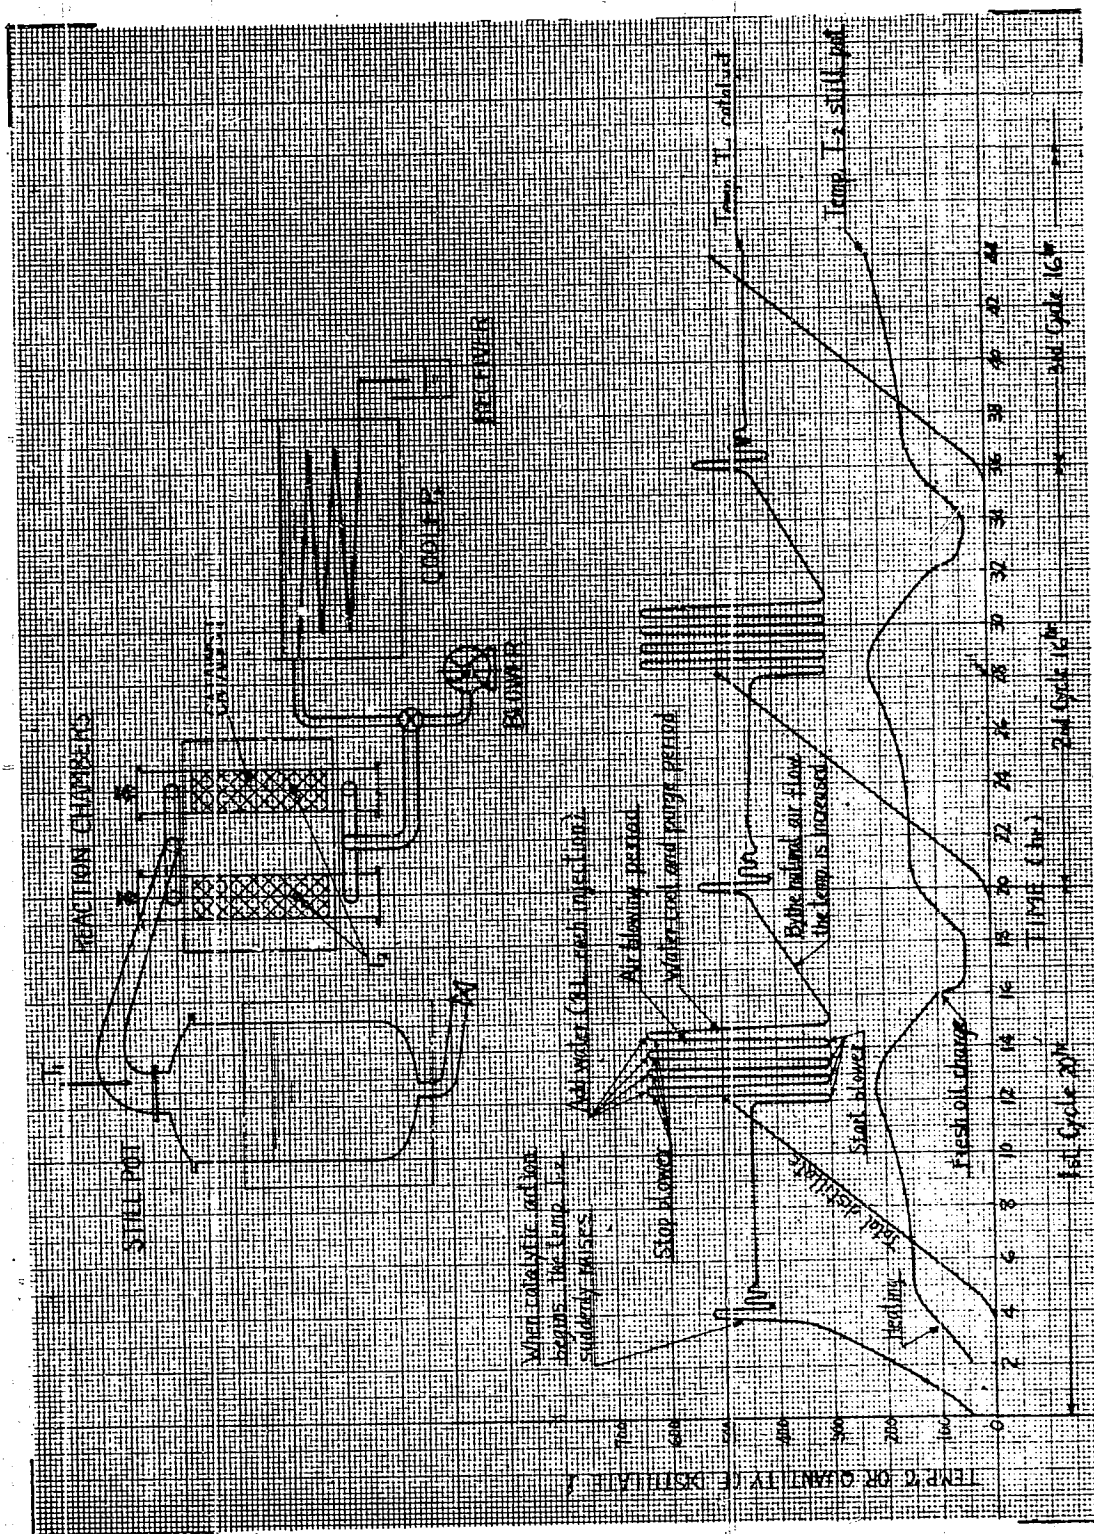 REACTION CHAMBERS
STILL POT
T1
T2
COOLER
RECEIVER
BLOWER
When catalytic action
begins the temp T2
suddenly raises.
Add water ( L each injection)
Air blowing period
Water cool and purge period
Stop blower
Start blower
By the natural air flow
the temp is increased
Total distillate
Heating
Fresh oil charge
Temp. catalyst
Temp. T2 still pot
TEMP °C OR QUANTITY OF DISTILLATE
700
600
500
400
300
200
100
0
2 4 6 8 10 12 14 16 18 20 22 24 26 28 30 32 34 36 38 40 42 44
TIME (hr)
1st Cycle 20hr
2nd Cycle 16hr
3rd Cycle 16hr